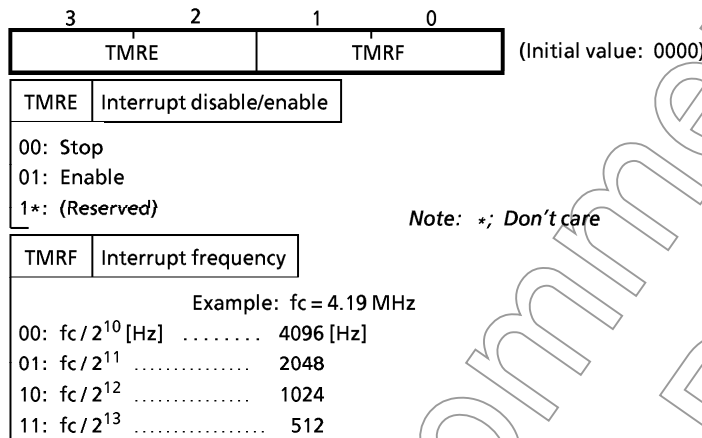 3 2 1 0
TMRE TMRF (Initial value: 0000)
TMRE Interrupt disable/enable
00: Stop
01: Enable
1*: (Reserved)
Note: *; Don't care
TMRF Interrupt frequency
Example: fc = 4.19 MHz
00: fc / 2^10 [Hz] ........ 4096 [Hz]
01: fc / 2^11 ............... 2048
10: fc / 2^12 ............... 1024
11: fc / 2^13 ................. 512